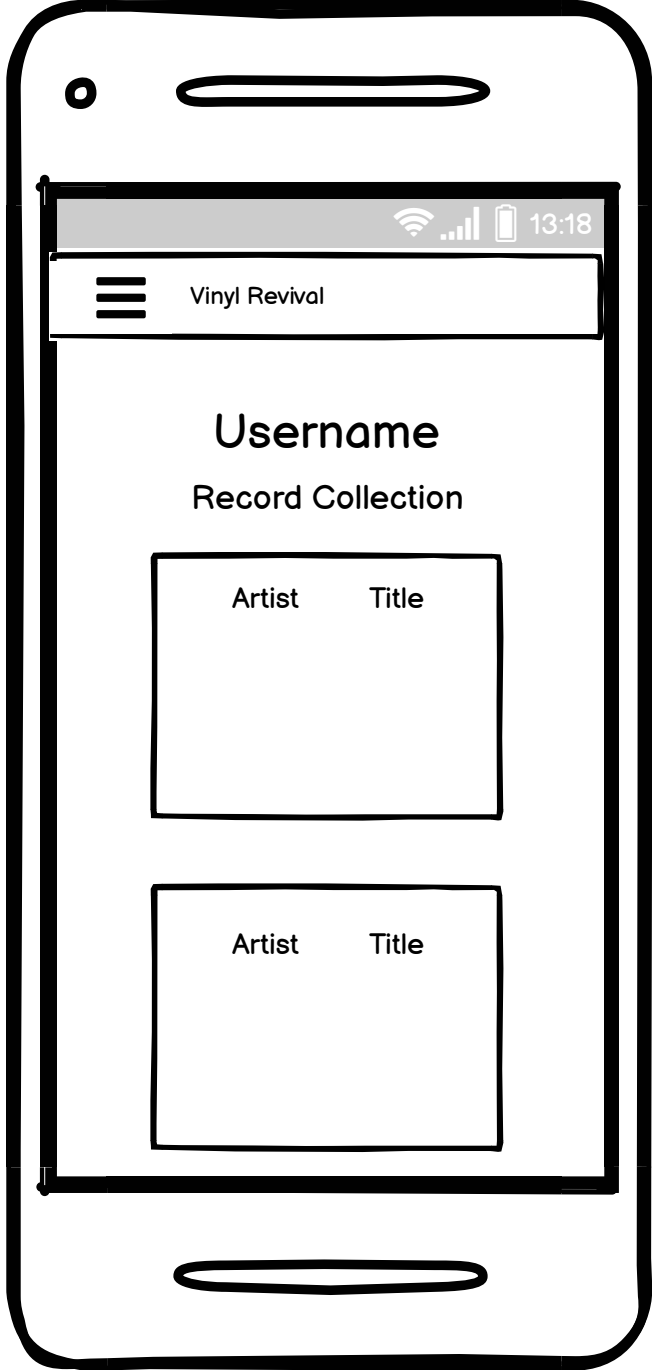 13:18
Vinyl Revival
Username
Record Collection
Artist Title
Artist Title